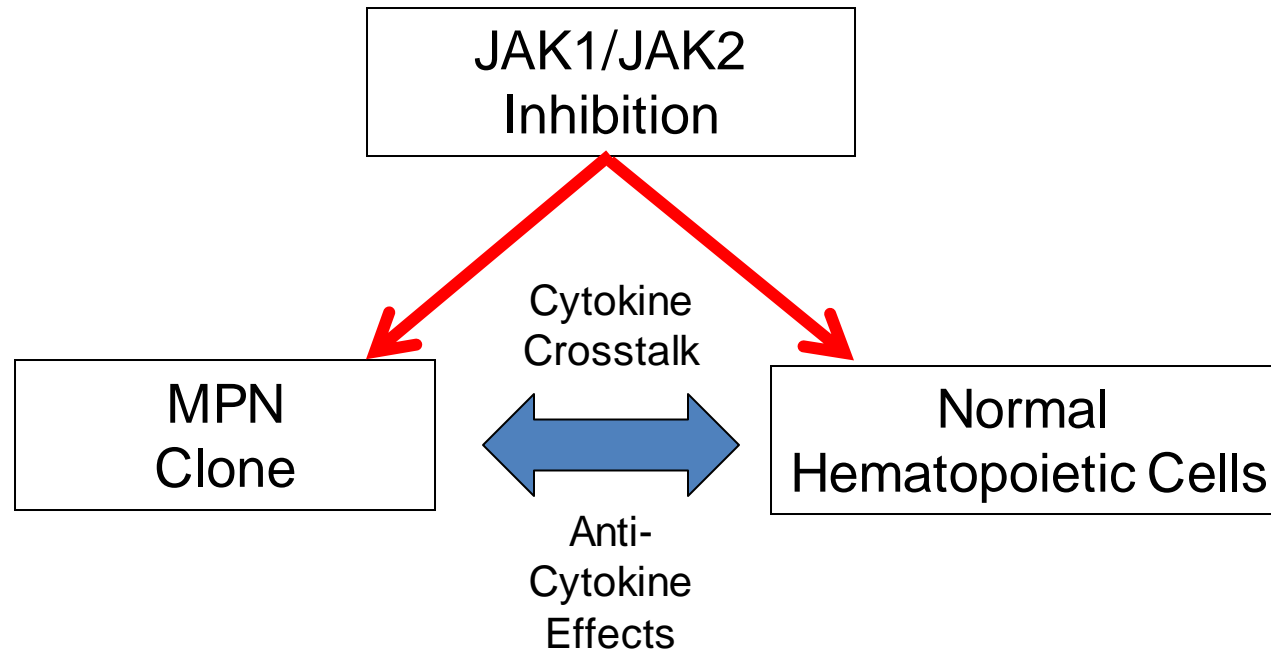 JAK1/JAK2
Inhibition
Cytokine
Crosstalk
MPN
Clone
Normal
Hematopoietic Cells
Anti-
Cytokine
Effects